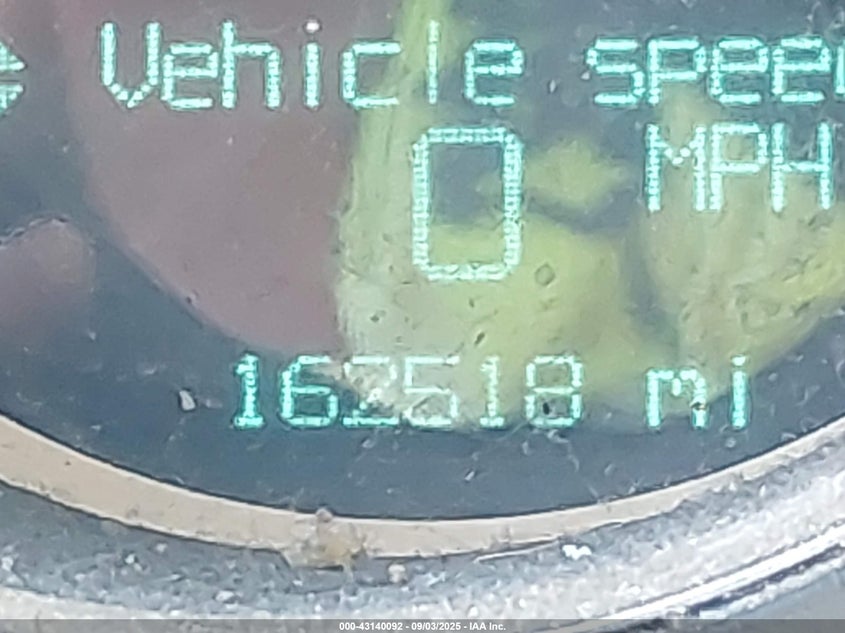 Vehicle speed
0 MPH
162518 mi
000-43140092 - 09/03/2025 - IAA Inc.